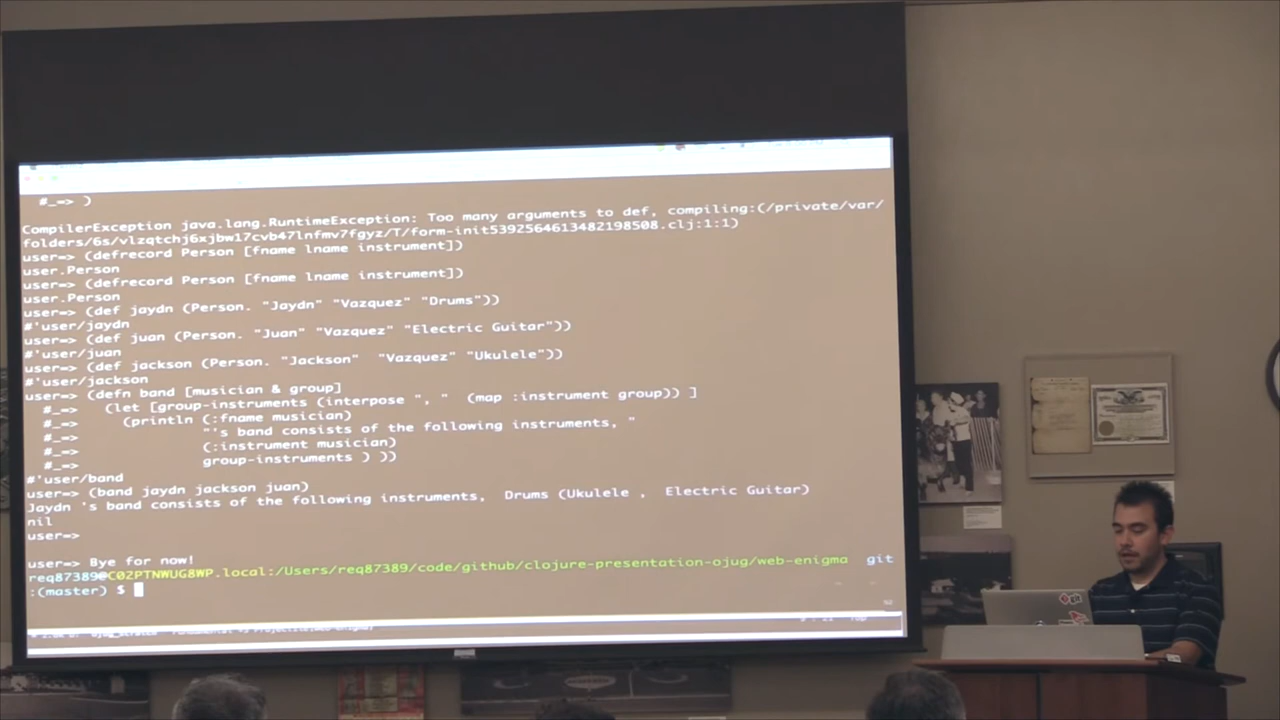 #_=> )
CompilerException java.lang.RuntimeException: Too many arguments to def, compiling:(/private/var/
folders/6s/vlzqtchj6xjbw17cvb47lnfmv7fgyz/T/form-init5392564613482198508.clj:1:1)
user=> (defrecord Person [fname lname instrument])
user.Person
user=> (defrecord Person [fname lname instrument])
user.Person
user=> (def jaydn (Person. "Jaydn" "Vazquez" "Drums"))
#'user/jaydn
user=> (def juan (Person. "Juan" "Vazquez" "Electric Guitar"))
#'user/juan
user=> (def jackson (Person. "Jackson"  "Vazquez" "Ukulele"))
#'user/jackson
user=> (defn band [musician & group]
#_=> (let [group-instruments (interpose ", "  (map :instrument group)) ]
#_=> (println (:fname musician)
#_=> "'s band consists of the following instruments, "
#_=> (:instrument musician)
#_=> group-instruments ) ))
#'user/band
user=> (band jaydn jackson juan)
Jaydn 's band consists of the following instruments,  Drums (Ukulele ,  Electric Guitar)
nil
user=>
user=> Bye for now!
req87389@C02PTNWUG8WP.local:/Users/req87389/code/github/clojure-presentation-ojug/web-enigma  git
:(master) $